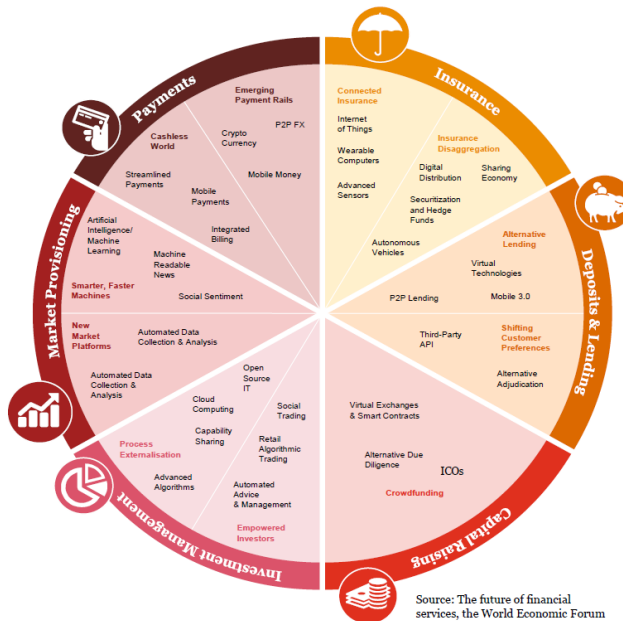 Payments
Emerging
Payment Rails
Crypto
Currency
P2P FX
Mobile Money
Cashless
World
Streamlined
Payments
Mobile
Payments
Integrated
Billing
Insurance
Connected
Insurance
Internet
of Things
Wearable
Computers
Advanced
Sensors
Autonomous
Vehicles
Insurance
Disaggregation
Digital
Distribution
Sharing
Economy
Securitization
and Hedge
Funds
Deposits & Lending
Alternative
Lending
Virtual
Technologies
P2P Lending
Mobile 3.0
Third-Party
API
Shifting
Customer
Preferences
Alternative
Adjudication
Capital Raising
Virtual Exchanges
& Smart Contracts
Alternative Due
Diligence
ICOs
Crowdfunding
Investment Management
Open
Source
IT
Cloud
Computing
Social
Trading
Capability
Sharing
Retail
Algorithmic
Trading
Process
Externalisation
Advanced
Algorithms
Automated
Advice
& Management
Empowered
Investors
Market Provisioning
Artificial
Intelligence/
Machine
Learning
Machine
Readable
News
Smarter, Faster
Machines
Social Sentiment
New
Market
Platforms
Automated Data
Collection & Analysis
Automated Data
Collection &
Analysis
Source: The future of financial
services, the World Economic Forum